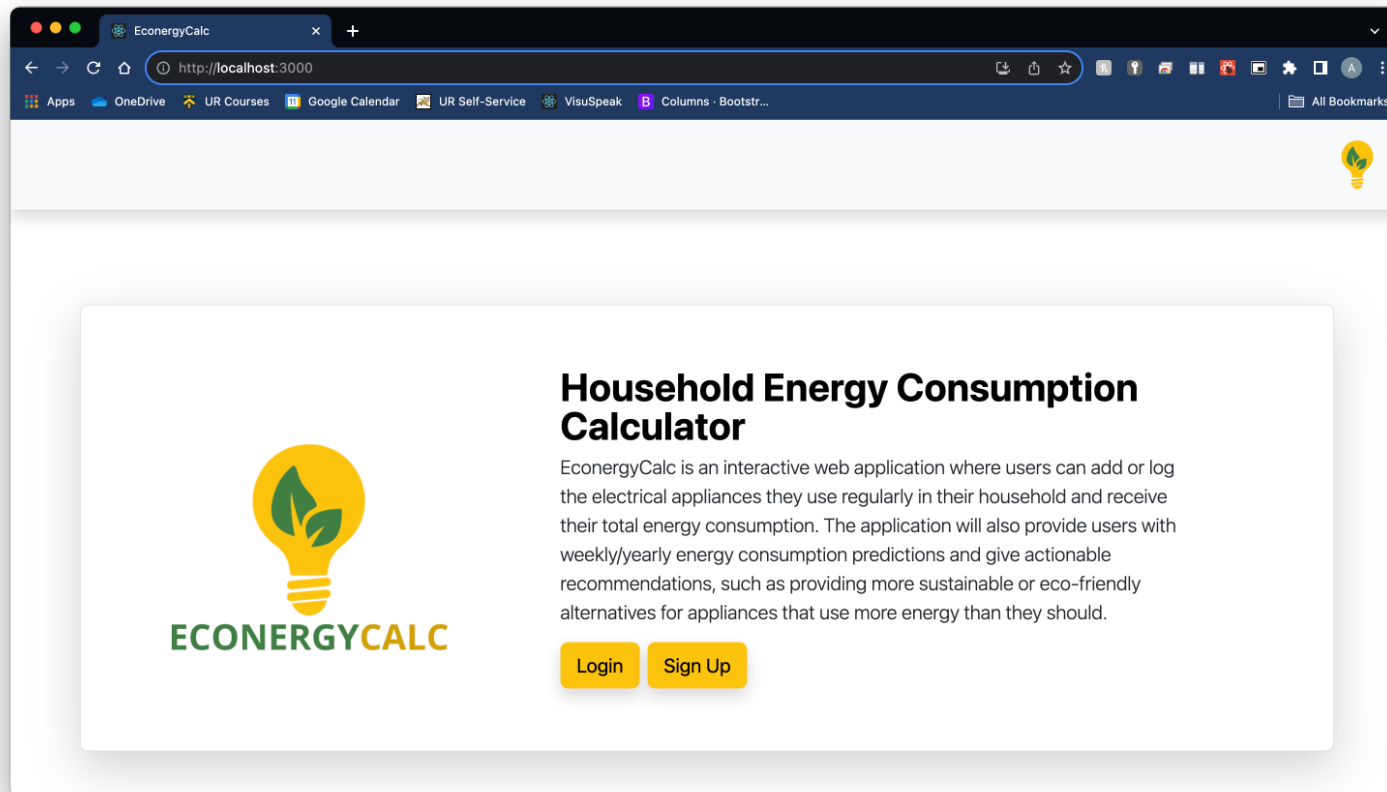 EconergyCalc
http://localhost:3000
A
Apps OneDrive UR Courses 11 Google Calendar UR Self-Service VisuSpeak B Columns · Bootstr... All Bookmarks
Household Energy Consumption
Calculator
EconergyCalc is an interactive web application where users can add or log
the electrical appliances they use regularly in their household and receive
their total energy consumption. The application will also provide users with
weekly/yearly energy consumption predictions and give actionable
recommendations, such as providing more sustainable or eco-friendly
alternatives for appliances that use more energy than they should.
ECONERGYCALC
Login Sign Up